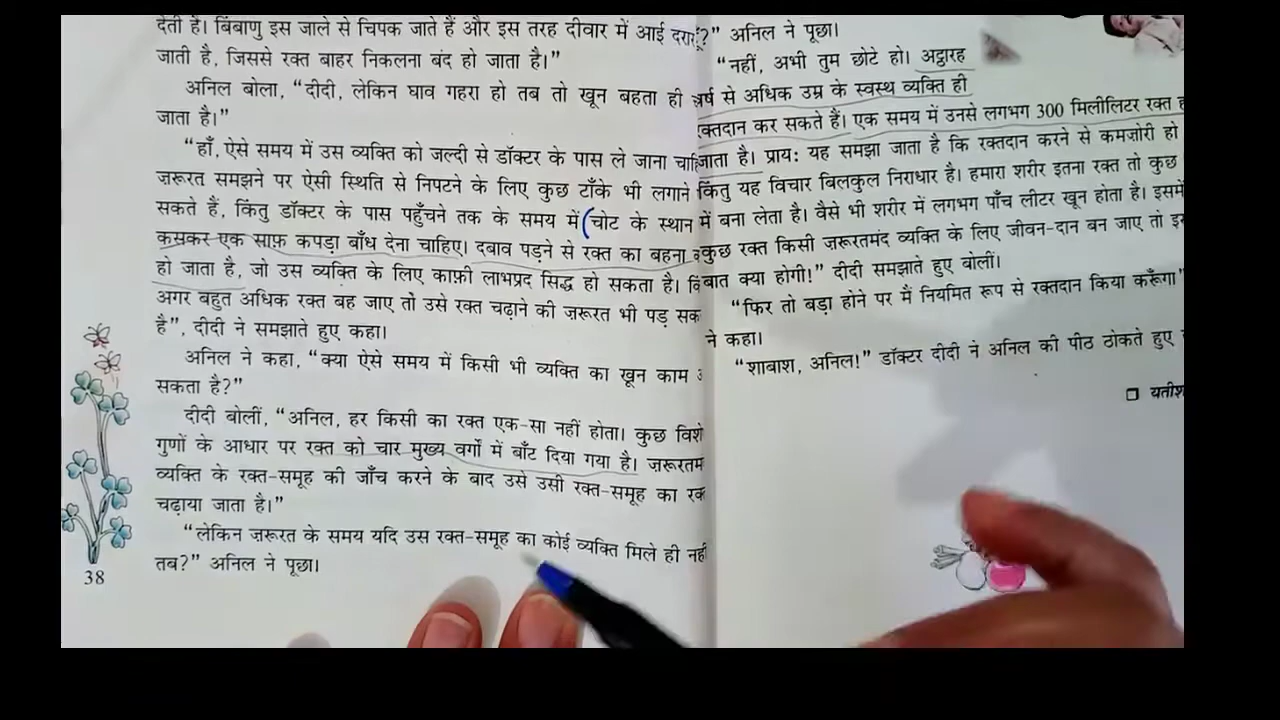 देती है। बिंबाणु इस जाले से चिपक जाते हैं और इस तरह दीवार में आई
जाती है, जिससे रक्त बाहर निकलना बंद हो जाता है।”
अनिल बोला, “दीदी, लेकिन घाव गहरा हो तब तो खून बहता ही
जाता है।”
“हाँ, ऐसे समय में उस व्यक्ति को जल्दी से डॉक्टर के पास ले जाना
ज़रूरत समझने पर ऐसी स्थिति से निपटने के लिए कुछ टाँके भी लगाने
सकते हैं, किंतु डॉक्टर के पास पहुँचने तक के समय में चोट के स्थान
कसकर एक साफ़ कपड़ा बाँध देना चाहिए। दबाव पड़ने से रक्त का बहना
हो जाता है, जो उस व्यक्ति के लिए काफ़ी लाभप्रद सिद्ध हो सकता है।
अगर बहुत अधिक रक्त बह जाए तो उसे रक्त चढ़ाने की ज़रूरत भी पड़
है”, दीदी ने समझाते हुए कहा।
अनिल ने कहा, “क्या ऐसे समय में किसी भी व्यक्ति का खून काम
सकता है?”
दीदी बोलीं, “अनिल, हर किसी का रक्त एक-सा नहीं होता। कुछ
गुणों के आधार पर रक्त को चार मुख्य वर्गों में बाँट दिया गया है।
व्यक्ति के रक्त-समूह की जाँच करने के बाद उसे उसी रक्त-समूह का
चढ़ाया जाता है।”
“लेकिन ज़रूरत के समय यदि उस रक्त-समूह का कोई व्यक्ति मिले ही
तब?” अनिल ने पूछा।
38
?” अनिल ने पूछा।
“नहीं, अभी तुम छोटे हो। अट्ठारह
वर्ष से अधिक उम्र के स्वस्थ व्यक्ति ही
रक्तदान कर सकते हैं। एक समय में उनसे लगभग 300 मिलीलिटर रक्त
जाता है। प्रायः यह समझा जाता है कि रक्तदान करने से कमजोरी हो
किंतु यह विचार बिलकुल निराधार है। हमारा शरीर इतना रक्त तो कुछ
में बना लेता है। वैसे भी शरीर में लगभग पाँच लीटर खून होता है। इसमें
कुछ रक्त किसी ज़रूरतमंद व्यक्ति के लिए जीवन-दान बन जाए तो
बात क्या होगी!” दीदी समझाते हुए बोलीं।
“फिर तो बड़ा होने पर मैं नियमित रूप से रक्तदान किया करूँगा”
ने कहा।
“शाबाश, अनिल!” डॉक्टर दीदी ने अनिल की पीठ ठोकते हुए